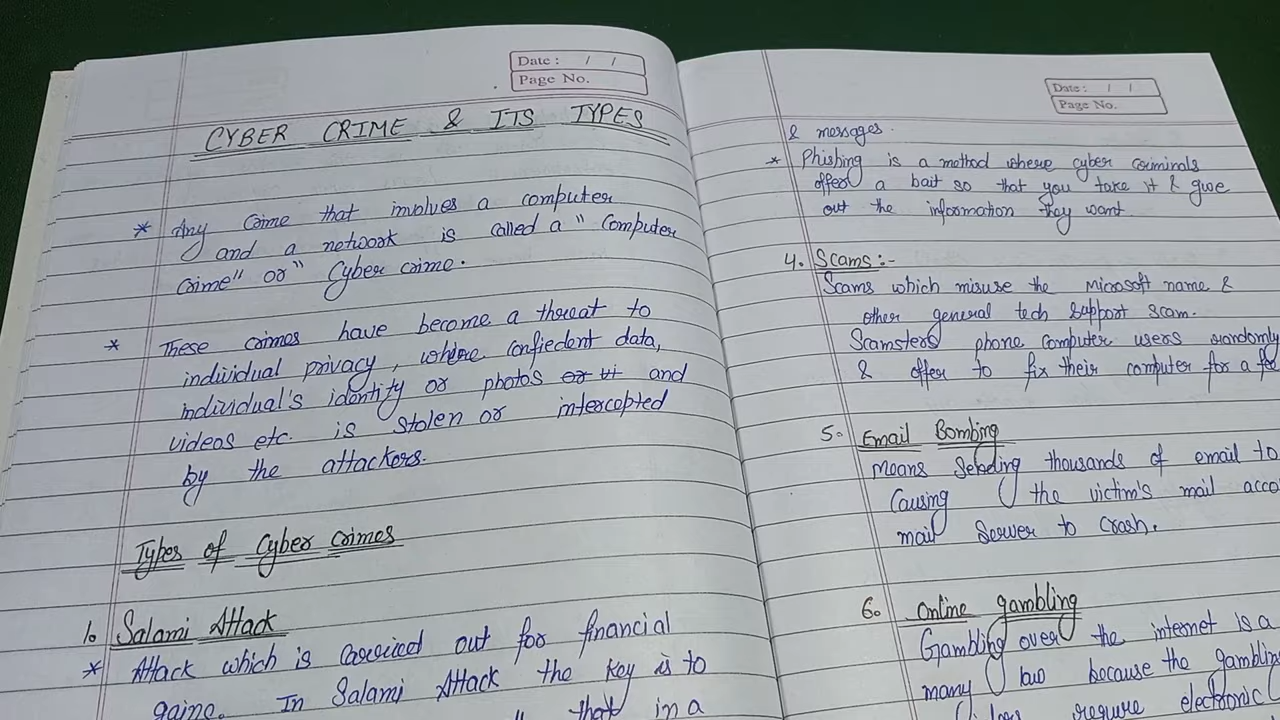 Date : / /
Page No.
CYBER CRIME & ITS TYPES
* Any Crime that involves a computer
and a network is called a " Computer
Crime" or " Cyber crime.
* These crimes have become a threat to
individual privacy, where confiedent data,
individual's identity or photos and
videos etc. is stolen or intercepted
by the attackers.
Types of Cyber crimes
1. Salami Attack
* Attack which is carried out for financial
gaine. In Salami Attack the key is to
that in a
Date : / /
Page No.
& messages.
* Phishing is a method where cyber criminals
offer a bait so that you take it & give
out the information they want
4. Scams :-
Scams which misuse the Microsoft name &
other general tech support scam.
Scamsters phone computer users randomly
& offer to fix their computer for a fee
5. Email Bombing
Means Sending thousands of email to
Causing the victim's mail acco
mail Server to Crash.
6. Online gambling
Gambling over the internet is a
many because the gambling
require electronic